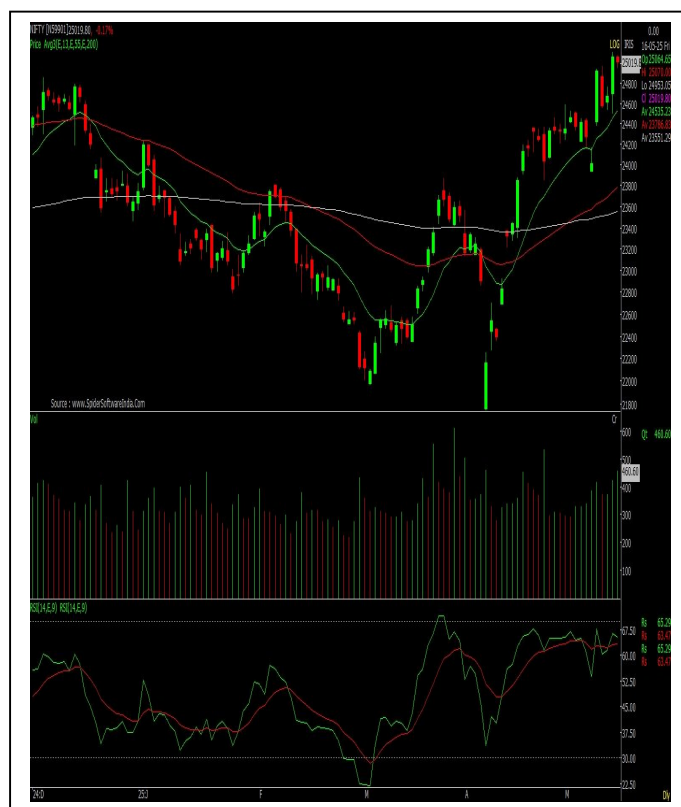 NIFTY [N59901]25019.80, -0.17%
Price Avg3(E,13,E,55,E,200)
LOG
IRIS
0.00
16-05-25 Fri
Op 25064.65
Hi 25070.00
Lo 24953.05
Cl 25019.80
Av 24535.23
Av 23786.83
Av 23551.29
25019.8
24800
24600
24400
24200
24000
23800
23600
23400
23200
23000
22800
22600
22400
22200
22000
21800
Source : www.SpiderSoftwareIndia.Com
Vol
Cr
Qt 460.60
600
460.60
400
300
200
100
RSI(14,E,9) RSI(14,E,9)
Rs 65.29
Rs 63.47
Rs 65.29
Rs 63.47
67.50
60.00
52.50
45.00
37.50
30.00
22.50
24:D 25:J F M A M
Dly